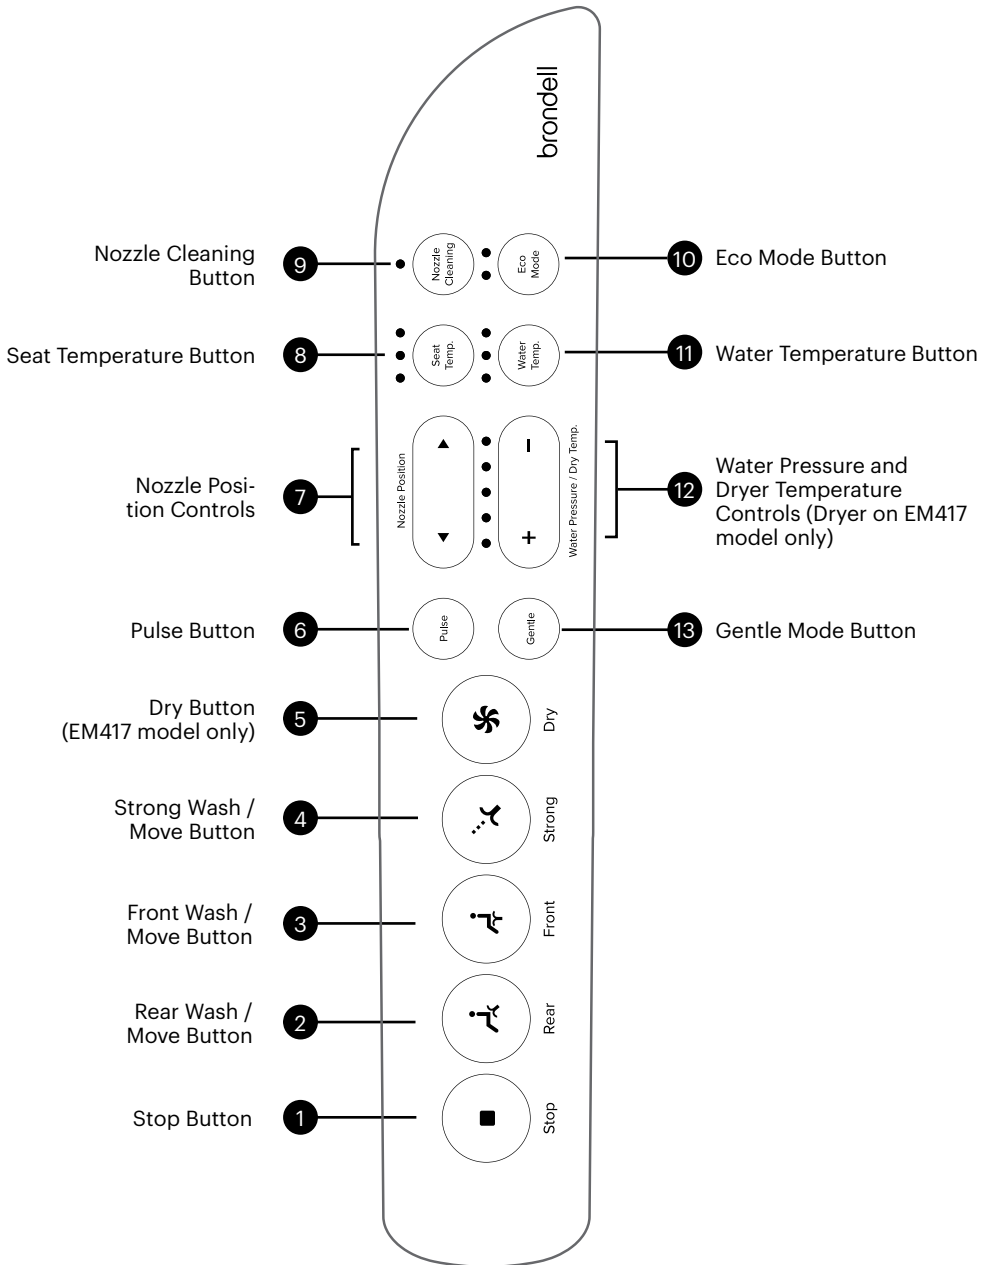 brondell
Nozzle Cleaning
Button
9
Nozzle
Cleaning
Eco
Mode
10
Eco Mode Button
Seat Temperature Button
8
Seat
Temp.
Water
Temp.
11
Water Temperature Button
Nozzle Posi-
tion Controls
7
Nozzle Position
Water Pressure / Dry Temp.
12
Water Pressure and
Dryer Temperature
Controls (Dryer on EM417
model only)
Pulse Button
6
Pulse
Gentle
13
Gentle Mode Button
Dry Button
(EM417 model only)
5
Dry
Strong Wash /
Move Button
4
Strong
Front Wash /
Move Button
3
Front
Rear Wash /
Move Button
2
Rear
Stop Button
1
Stop